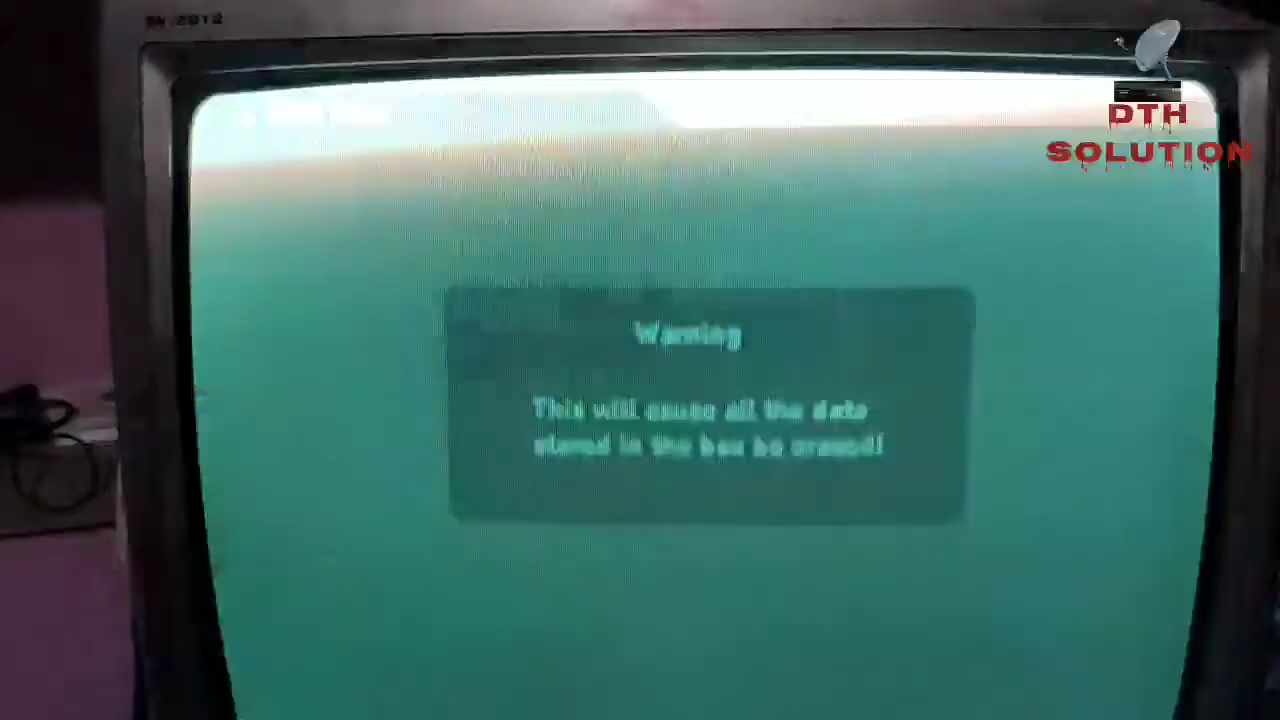 DTH
SOLUTION
Warning
This will cause all the data
stored in the box be erased!